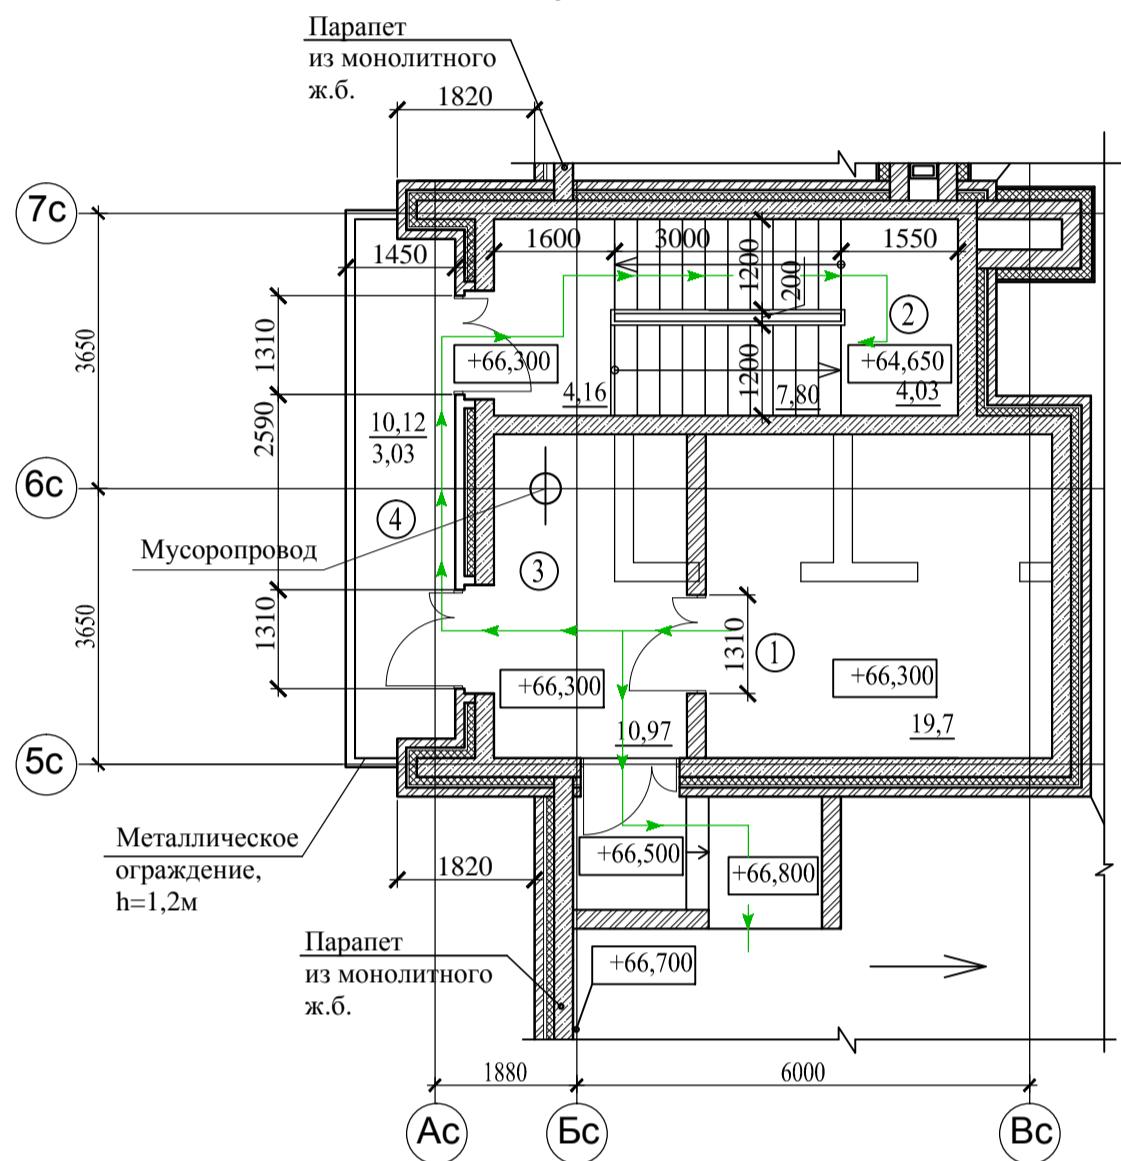 Парапет
из монолитного
ж.б.
1820
7с
1450
1600
3000
1550
1200
200
2
1310
3650
+66,300
+64,650
1200
4,16
7,80
4,03
2590
10,12
3,03
6с
4
Мусоропровод
3
3650
1310
1310
1
+66,300
+66,300
10,97
19,7
5с
Металлическое
ограждение,
h=1,2м
1820
+66,500
+66,800
Парапет
из монолитного
ж.б.
+66,700
1880
6000
Ас
Бс
Вс